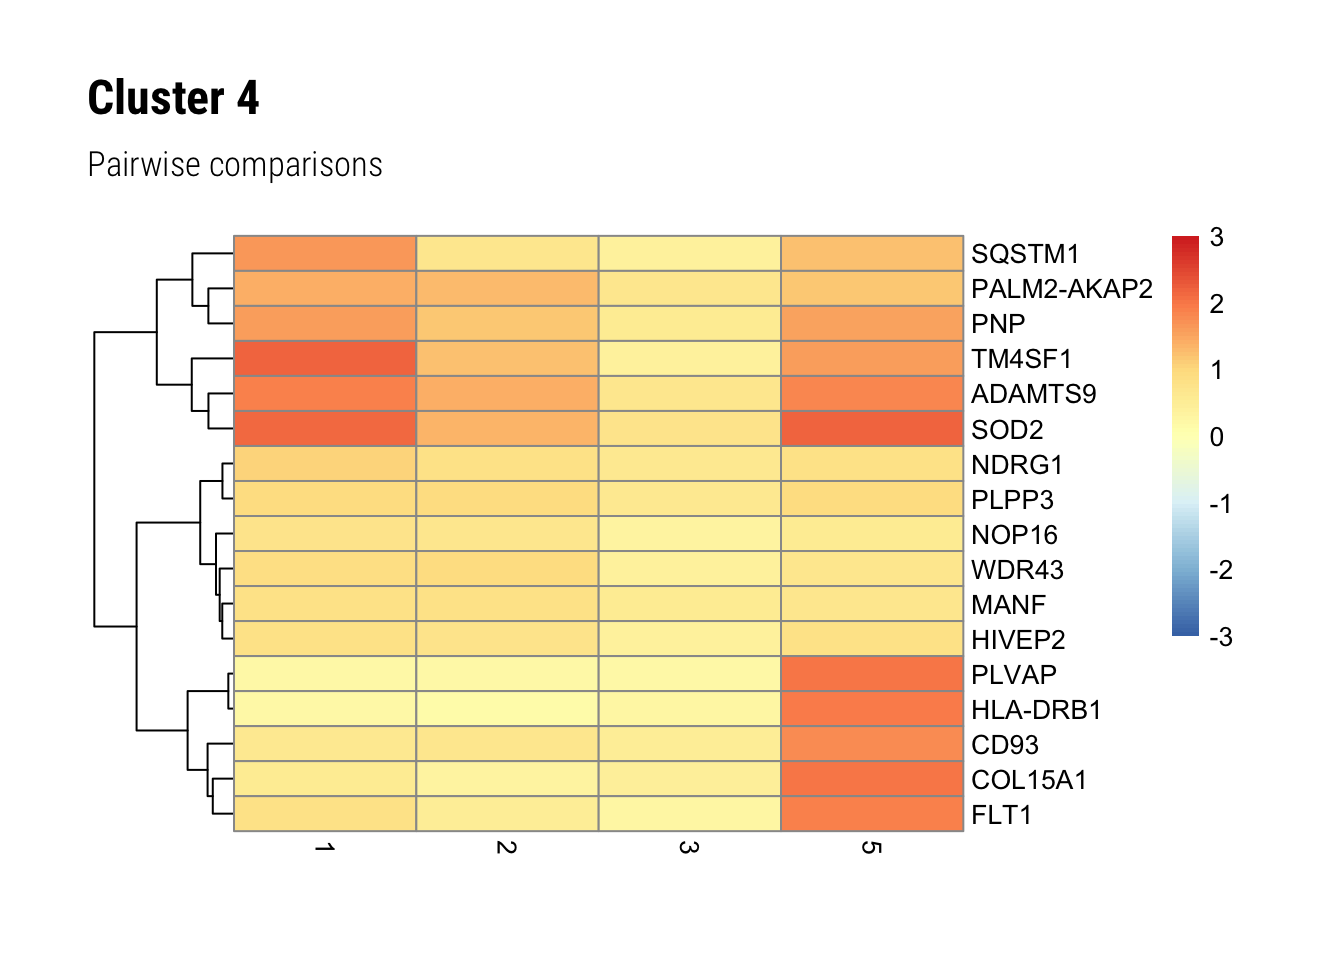 Cluster 4
Pairwise comparisons
SQSTM1
PALM2-AKAP2
PNP
TM4SF1
ADAMTS9
SOD2
NDRG1
PLPP3
NOP16
WDR43
MANF
HIVEP2
PLVAP
HLA-DRB1
CD93
COL15A1
FLT1
1
2
3
5
3
2
1
0
-1
-2
-3